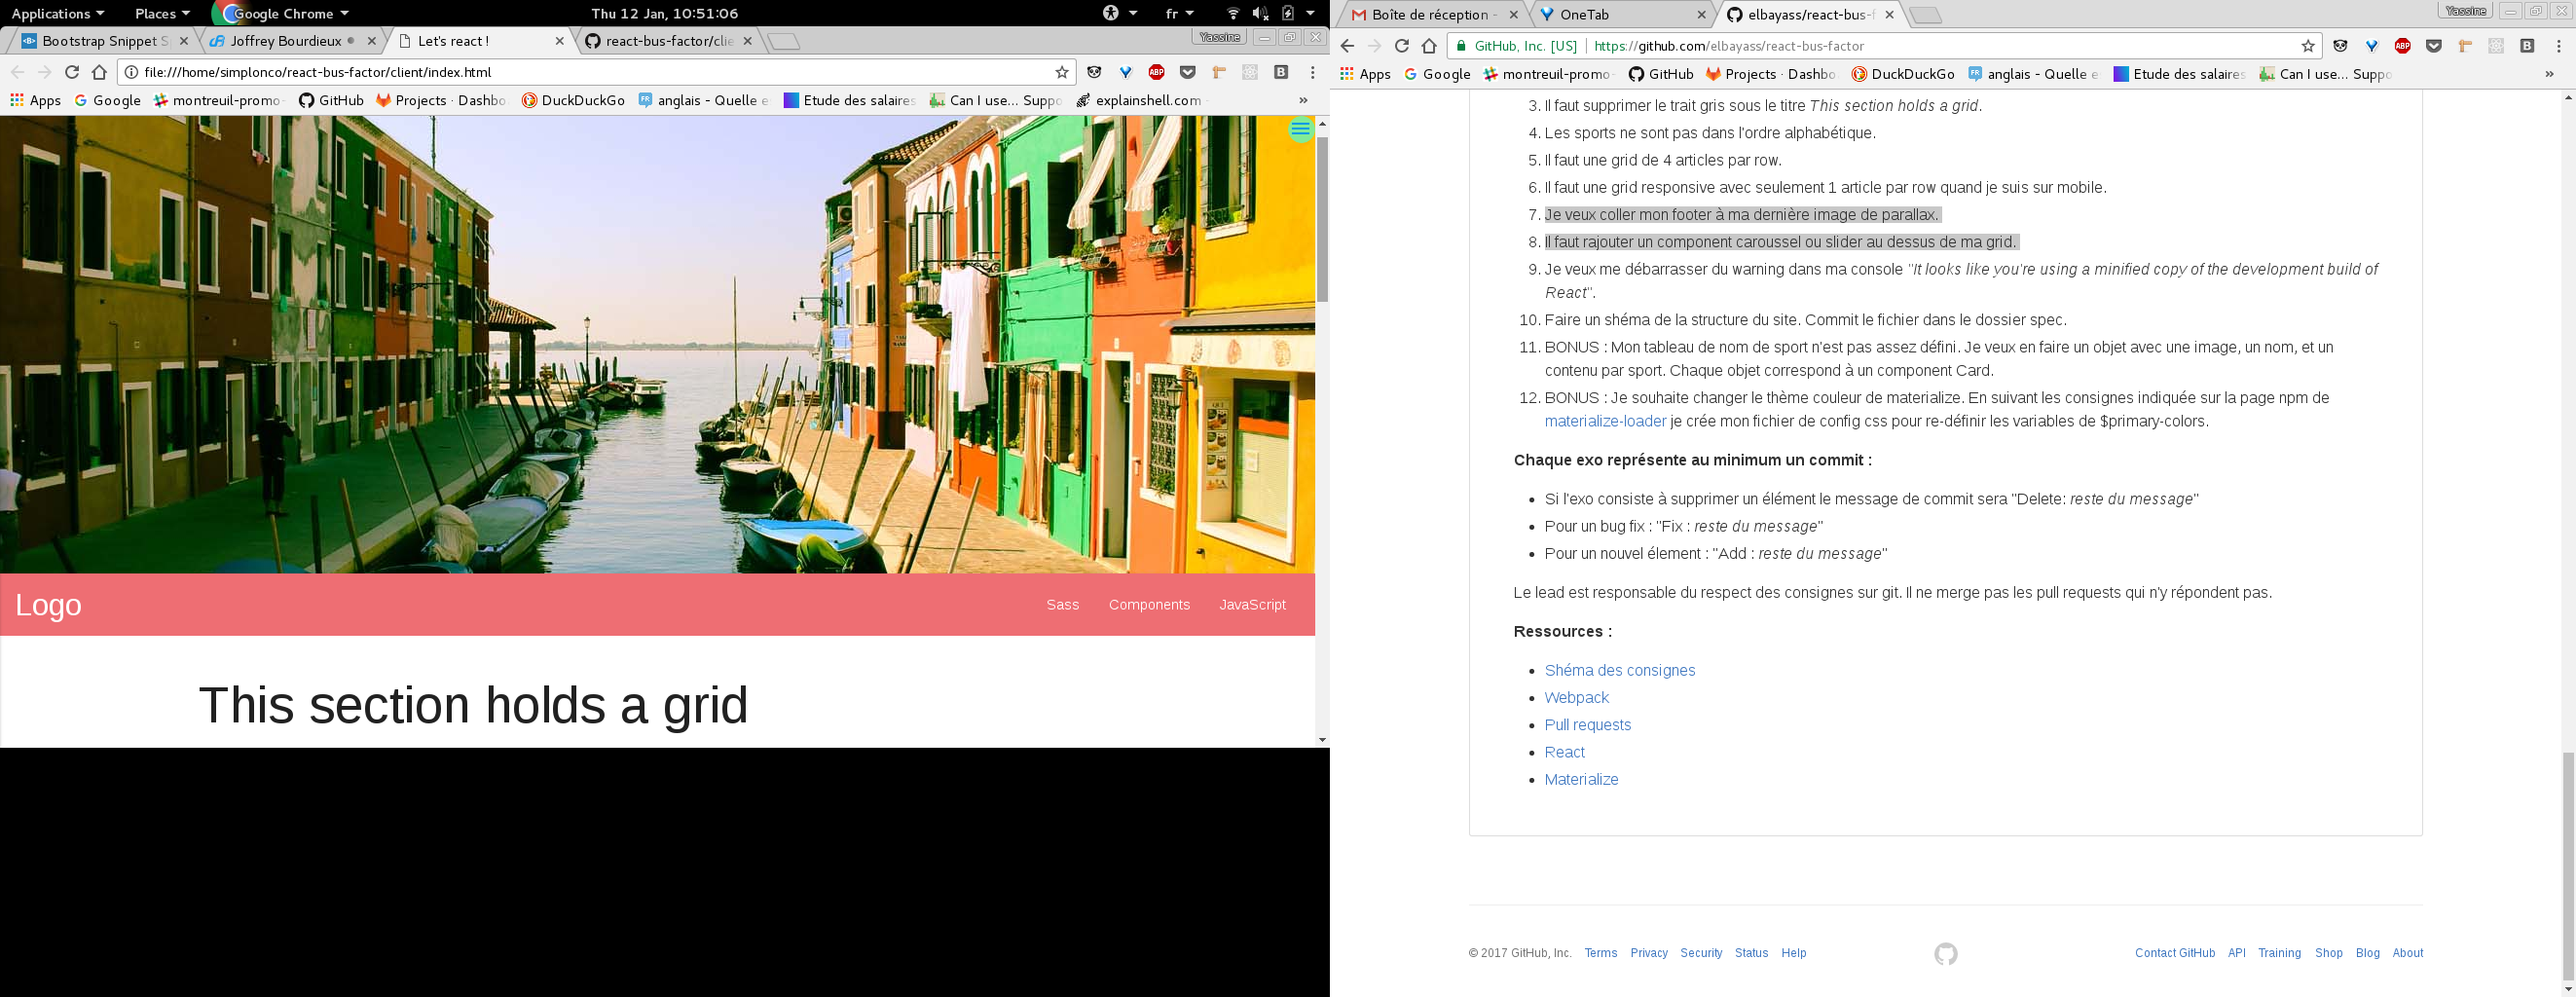 Applications Places Google Chrome Thu 12 Jan, 10:51:06 fr
Bootstrap Snippet Joffrey Bourdieux Let's react ! react-bus-factor/clie Yassine
file:///home/simplonco/react-bus-factor/client/index.html
Apps Google montreuil-promo- GitHub Projects · Dashbo DuckDuckGo anglais - Quelle e Etude des salaires Can I use... Suppo explainshell.com - »
Logo Sass Components JavaScript
This section holds a grid
Boîte de réception - OneTab elbayass/react-bus-f Yassine
GitHub, Inc. [US] https://github.com/elbayass/react-bus-factor
Apps Google montreuil-promo- GitHub Projects · Dashbo DuckDuckGo anglais - Quelle e Etude des salaires Can I use... Suppo »
3. Il faut supprimer le trait gris sous le titre This section holds a grid.
4. Les sports ne sont pas dans l'ordre alphabétique.
5. Il faut une grid de 4 articles par row.
6. Il faut une grid responsive avec seulement 1 article par row quand je suis sur mobile.
7. Je veux coller mon footer à ma dernière image de parallax.
8. Il faut rajouter un component caroussel ou slider au dessus de ma grid.
9. Je veux me débarrasser du warning dans ma console "It looks like you're using a minified copy of the development build of
React".
10. Faire un shéma de la structure du site. Commit le fichier dans le dossier spec.
11. BONUS : Mon tableau de nom de sport n'est pas assez défini. Je veux en faire un objet avec une image, un nom, et un
contenu par sport. Chaque objet correspond à un component Card.
12. BONUS : Je souhaite changer le thème couleur de materialize. En suivant les consignes indiquée sur la page npm de
materialize-loader je crée mon fichier de config css pour re-définir les variables de $primary-colors.
Chaque exo représente au minimum un commit :
Si l'exo consiste à supprimer un élément le message de commit sera "Delete: reste du message"
Pour un bug fix : "Fix : reste du message"
Pour un nouvel élement : "Add : reste du message"
Le lead est responsable du respect des consignes sur git. Il ne merge pas les pull requests qui n'y répondent pas.
Ressources :
Shéma des consignes
Webpack
Pull requests
React
Materialize
© 2017 GitHub, Inc. Terms Privacy Security Status Help Contact GitHub API Training Shop Blog About